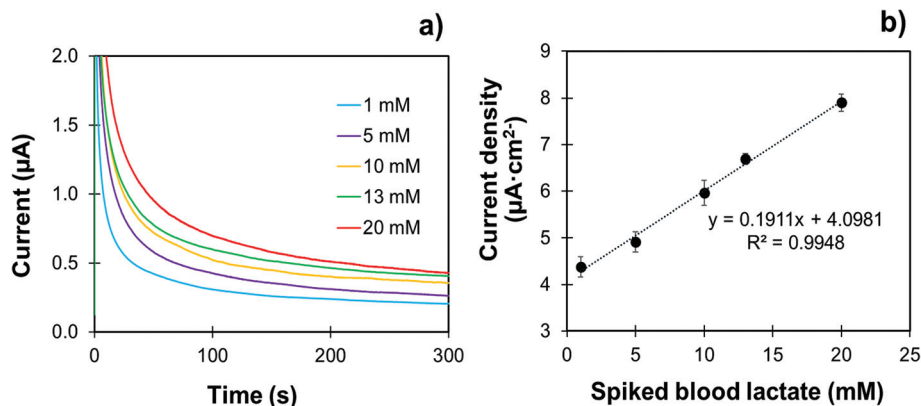 a)
2.0
1.5
1.0
0.5
0.0
Current (µA)
1 mM
5 mM
10 mM
13 mM
20 mM
0
100
200
300
Time (s)
b)
9
8
7
6
5
4
3
Current density
(µA·cm²⁻)
y = 0.1911x + 4.0981
R² = 0.9948
0
5
10
15
20
25
Spiked blood lactate (mM)